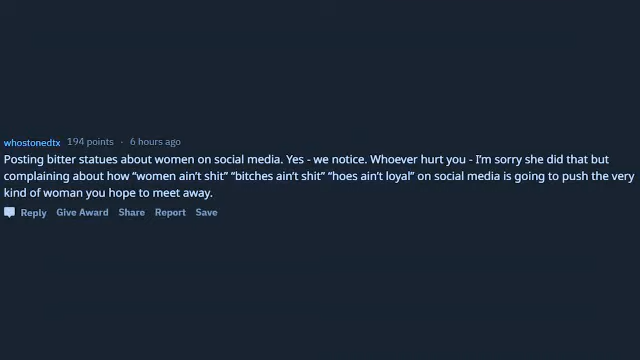 whostonedtx 194 points · 6 hours ago
Posting bitter statues about women on social media. Yes - we notice. Whoever hurt you - I'm sorry she did that but
complaining about how “women ain't shit” “bitches ain't shit” “hoes ain't loyal” on social media is going to push the very
kind of woman you hope to meet away.
Reply Give Award Share Report Save